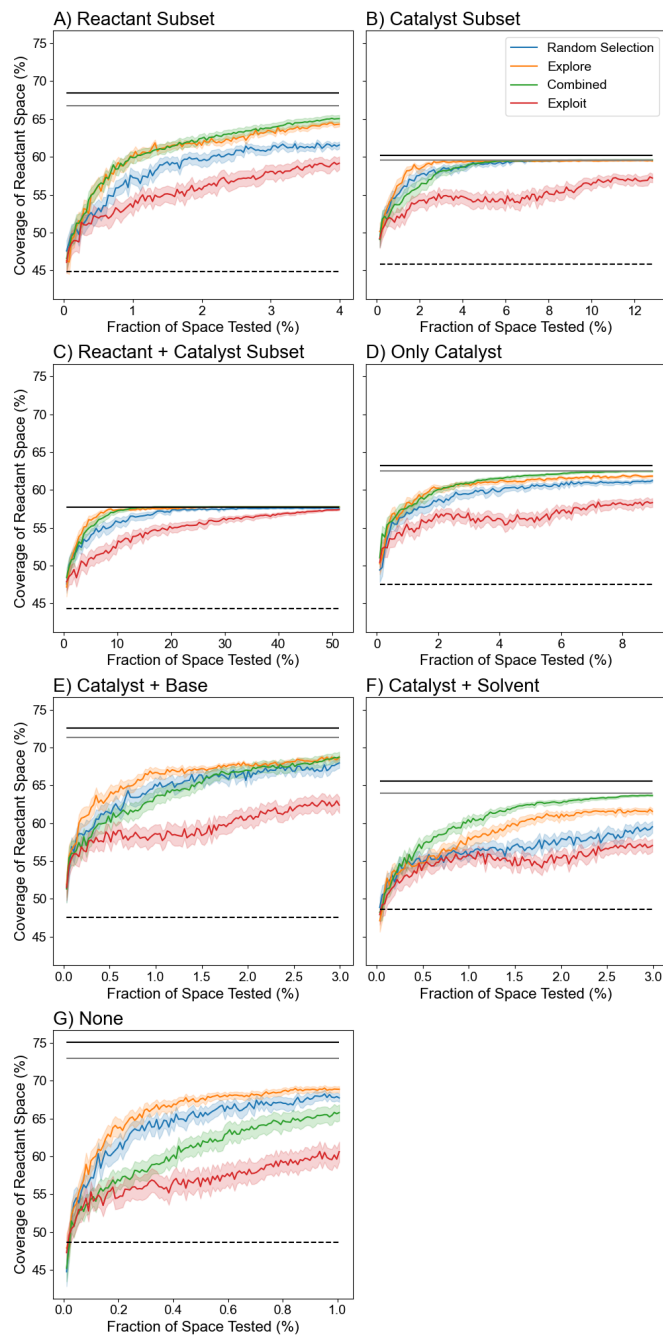 A) Reactant Subset
75
70
65
60
55
50
45
Coverage of Reactant Space (%)
0 1 2 3 4
Fraction of Space Tested (%)
B) Catalyst Subset
Random Selection
Explore
Combined
Exploit
0 2 4 6 8 10 12
Fraction of Space Tested (%)
C) Reactant + Catalyst Subset
75
70
65
60
55
50
45
Coverage of Reactant Space (%)
0 10 20 30 40 50
Fraction of Space Tested (%)
D) Only Catalyst
0 2 4 6 8
Fraction of Space Tested (%)
E) Catalyst + Base
75
70
65
60
55
50
45
Coverage of Reactant Space (%)
0.0 0.5 1.0 1.5 2.0 2.5 3.0
Fraction of Space Tested (%)
F) Catalyst + Solvent
0.0 0.5 1.0 1.5 2.0 2.5 3.0
Fraction of Space Tested (%)
G) None
75
70
65
60
55
50
45
Coverage of Reactant Space (%)
0.0 0.2 0.4 0.6 0.8 1.0
Fraction of Space Tested (%)